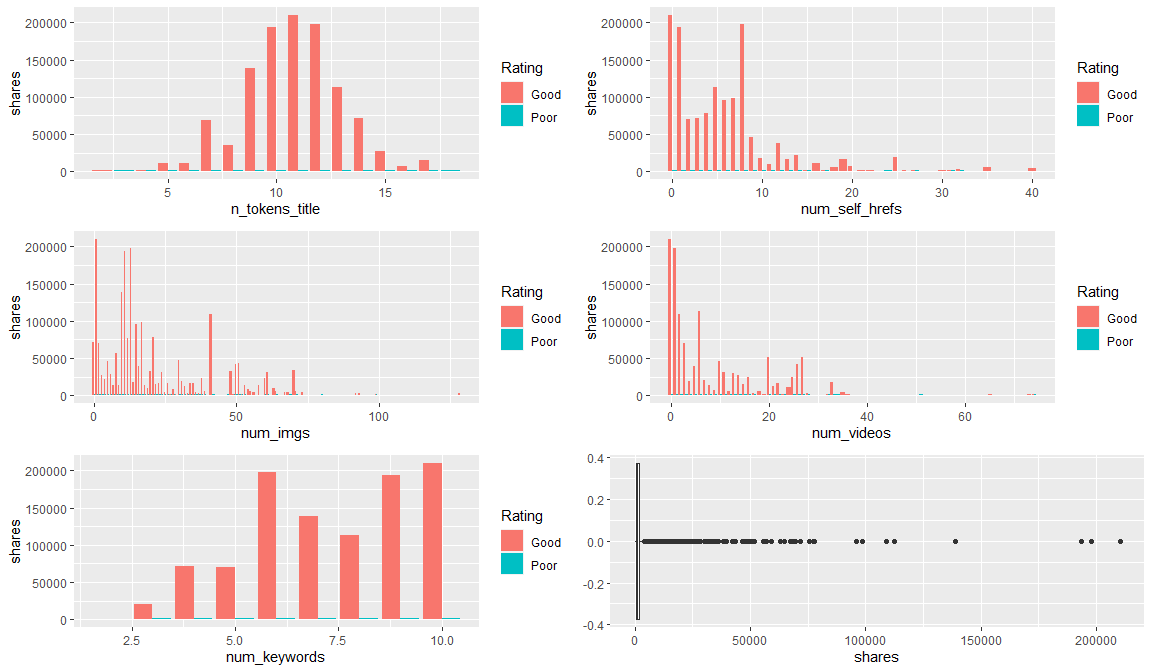 shares
200000
150000
100000
50000
0
5
10
15
n_tokens_title
Rating
Good
Poor
shares
200000
150000
100000
50000
0
0
10
20
30
40
num_self_hrefs
Rating
Good
Poor
shares
200000
150000
100000
50000
0
0
50
100
num_imgs
Rating
Good
Poor
shares
200000
150000
100000
50000
0
0
20
40
60
num_videos
Rating
Good
Poor
shares
200000
150000
100000
50000
0
2.5
5.0
7.5
10.0
num_keywords
Rating
Good
Poor
0.4
0.2
0.0
-0.2
-0.4
0
50000
100000
150000
200000
shares